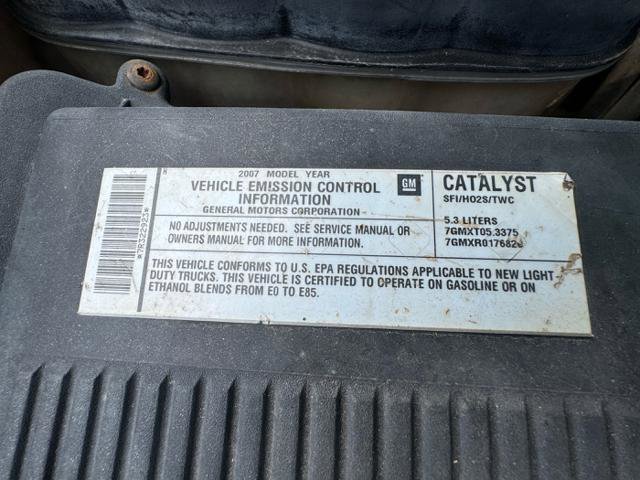 2007 MODEL YEAR
VEHICLE EMISSION CONTROL
INFORMATION
GENERAL MOTORS CORPORATION
GM
NO ADJUSTMENTS NEEDED. SEE SERVICE MANUAL OR
OWNERS MANUAL FOR MORE INFORMATION.
CATALYST
SFI/HO2S/TWC
5.3 LITERS
7GMXT05.3375
7GMXR0176820
THIS VEHICLE CONFORMS TO U.S. EPA REGULATIONS APPLICABLE TO NEW LIGHT-
DUTY TRUCKS. THIS VEHICLE IS CERTIFIED TO OPERATE ON GASOLINE OR ON
ETHANOL BLENDS FROM E0 TO E85.
*7R322923*